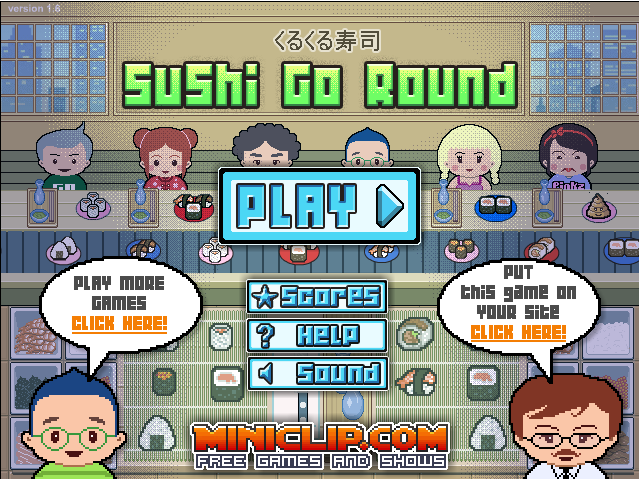 version 1.8
くるくる寿司
SuShi Go Round
PLAY
PLAY MORE
GAMES
CLICK HERE!
Scores
? Help
Sound
PUT
this game on
YOUR SITE
CLICK HERE!
MINICLIP.COM
FREE GAMES AND SHOWS